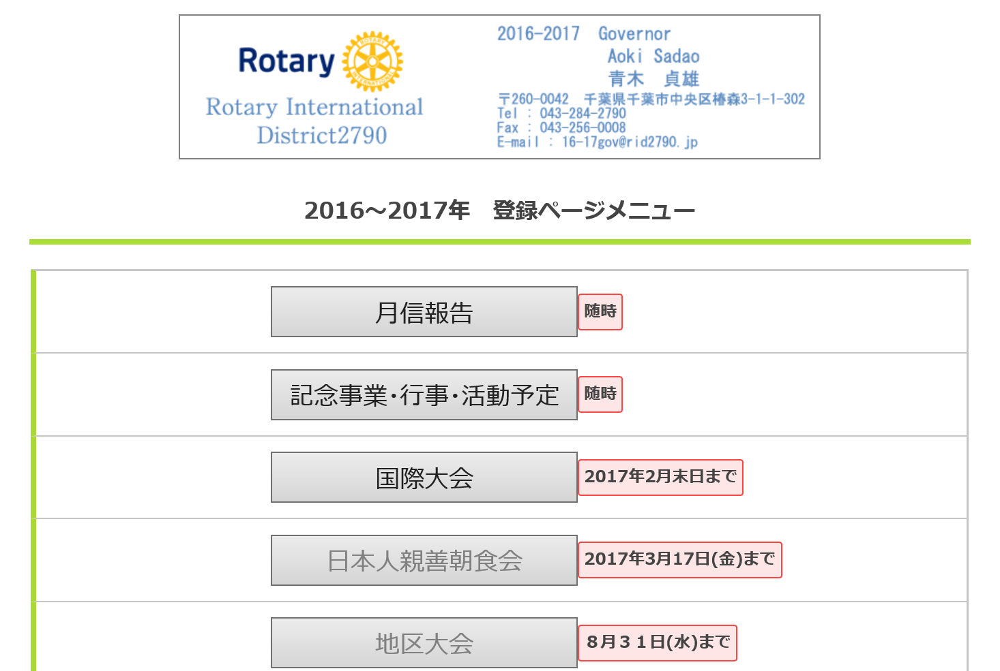 Rotary
ROTARY
INTERNATIONAL
Rotary International
District2790
2016-2017 Governor
Aoki Sadao
青木 貞雄
〒260-0042 千葉県千葉市中央区椿森3-1-1-302
Tel : 043-284-2790
Fax : 043-256-0008
E-mail : 16-17gov@rid2790.jp
2016～2017年 登録ページメニュー
月信報告 随時
記念事業・行事・活動予定 随時
国際大会 2017年2月末日まで
日本人親善朝食会 2017年3月17日(金)まで
地区大会 ８月３１日(水)まで